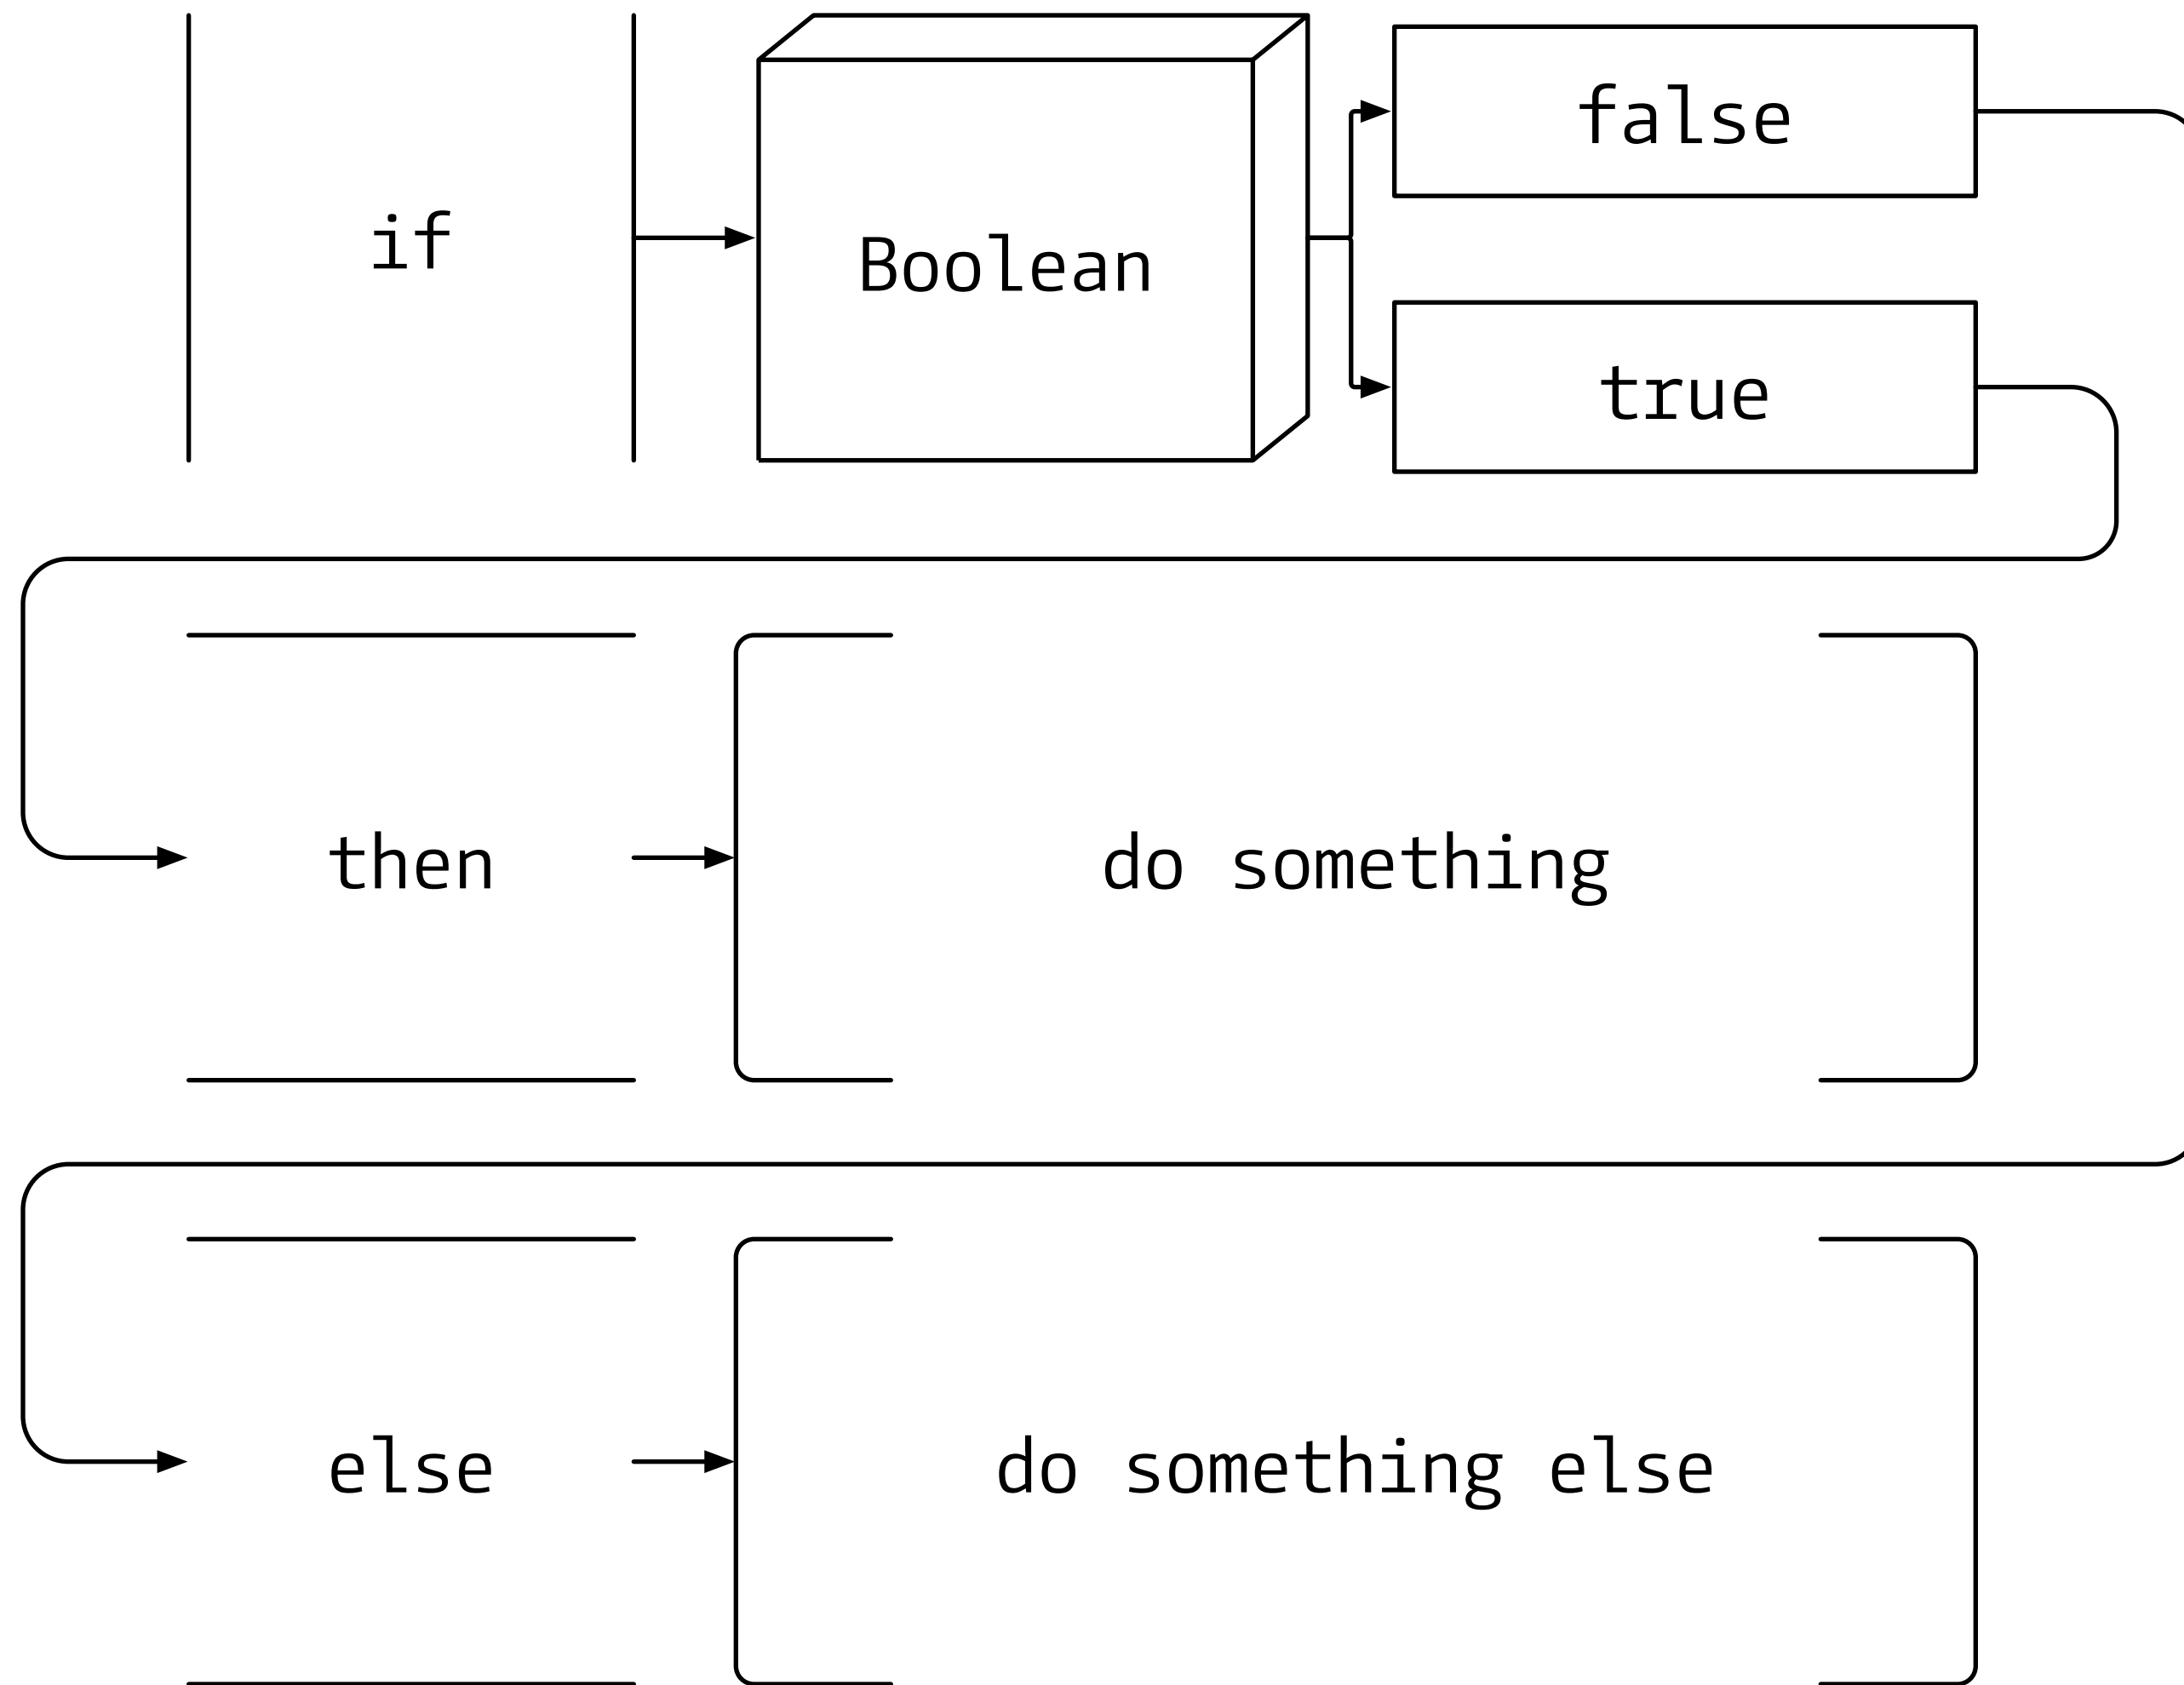 if
Boolean
false
true
then
do something
else
do something else